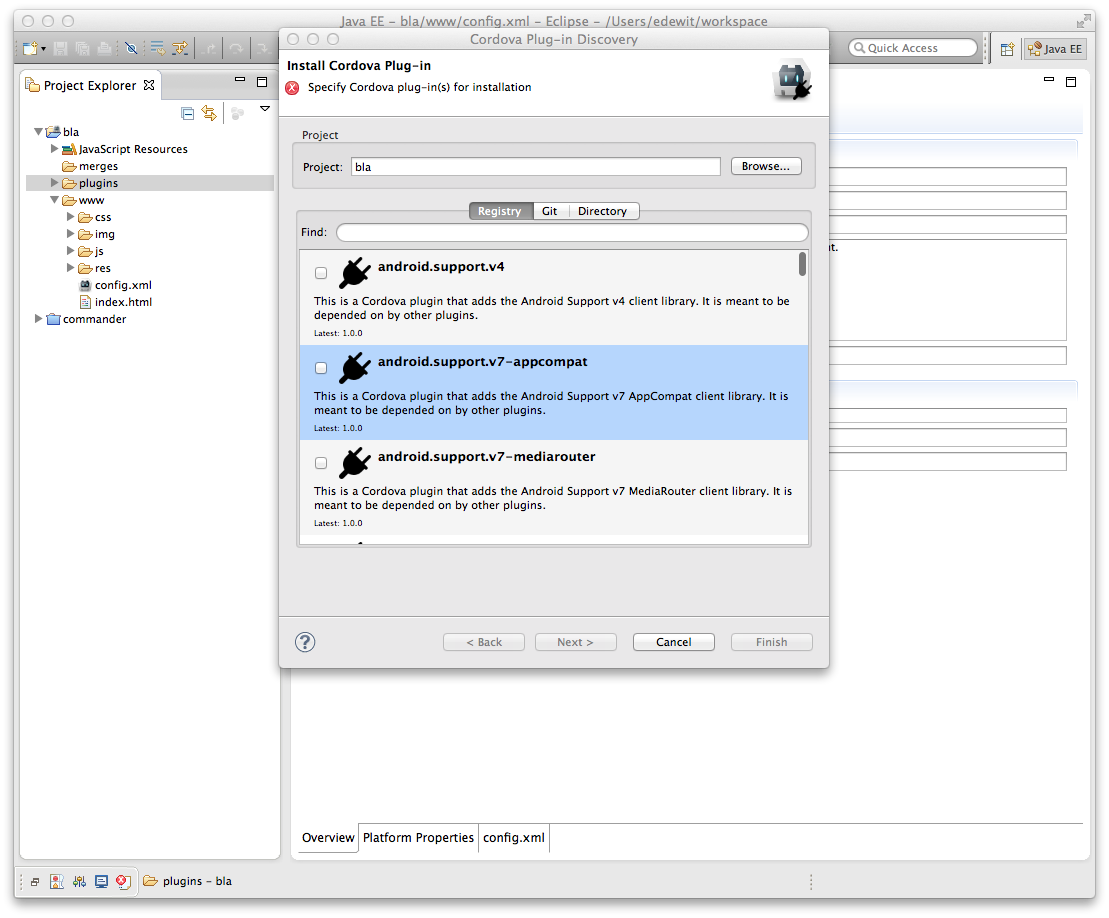 Java EE – bla/www/config.xml – Eclipse – /Users/edewit/workspace
Cordova Plug-in Discovery
Quick Access
Java EE
Project Explorer
Install Cordova Plug-in
Specify Cordova plug-in(s) for installation
bla
JavaScript Resources
merges
plugins
www
css
img
js
res
config.xml
index.html
commander
Project
Project:
bla
Browse...
Registry
Git
Directory
Find:
android.support.v4
This is a Cordova plugin that adds the Android Support v4 client library. It is meant to be
depended on by other plugins.
Latest: 1.0.0
android.support.v7-appcompat
This is a Cordova plugin that adds the Android Support v7 AppCompat client library. It is
meant to be depended on by other plugins.
Latest: 1.0.0
android.support.v7-mediarouter
This is a Cordova plugin that adds the Android Support v7 MediaRouter client library. It is
meant to be depended on by other plugins.
Latest: 1.0.0
?
< Back
Next >
Cancel
Finish
Overview
Platform Properties
config.xml
plugins – bla